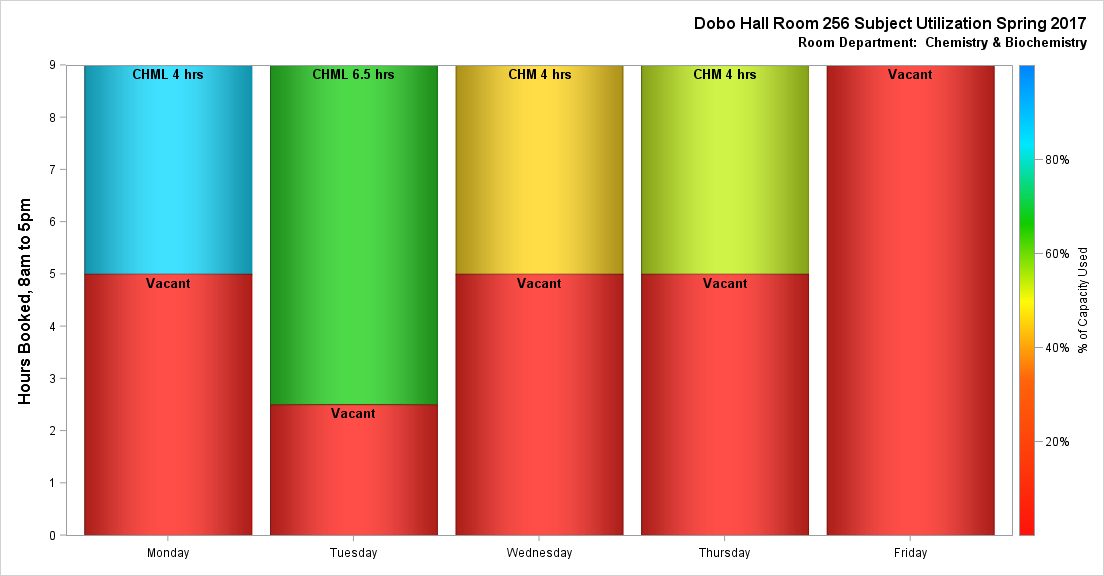 Dobo Hall Room 256 Subject Utilization Spring 2017
Room Department:  Chemistry & Biochemistry
Hours Booked, 8am to 5pm
9
8
7
6
5
4
3
2
1
0
CHML 4 hrs
Vacant
CHML 6.5 hrs
Vacant
CHM 4 hrs
Vacant
CHM 4 hrs
Vacant
Vacant
Monday
Tuesday
Wednesday
Thursday
Friday
80%
60%
40%
20%
% of Capacity Used